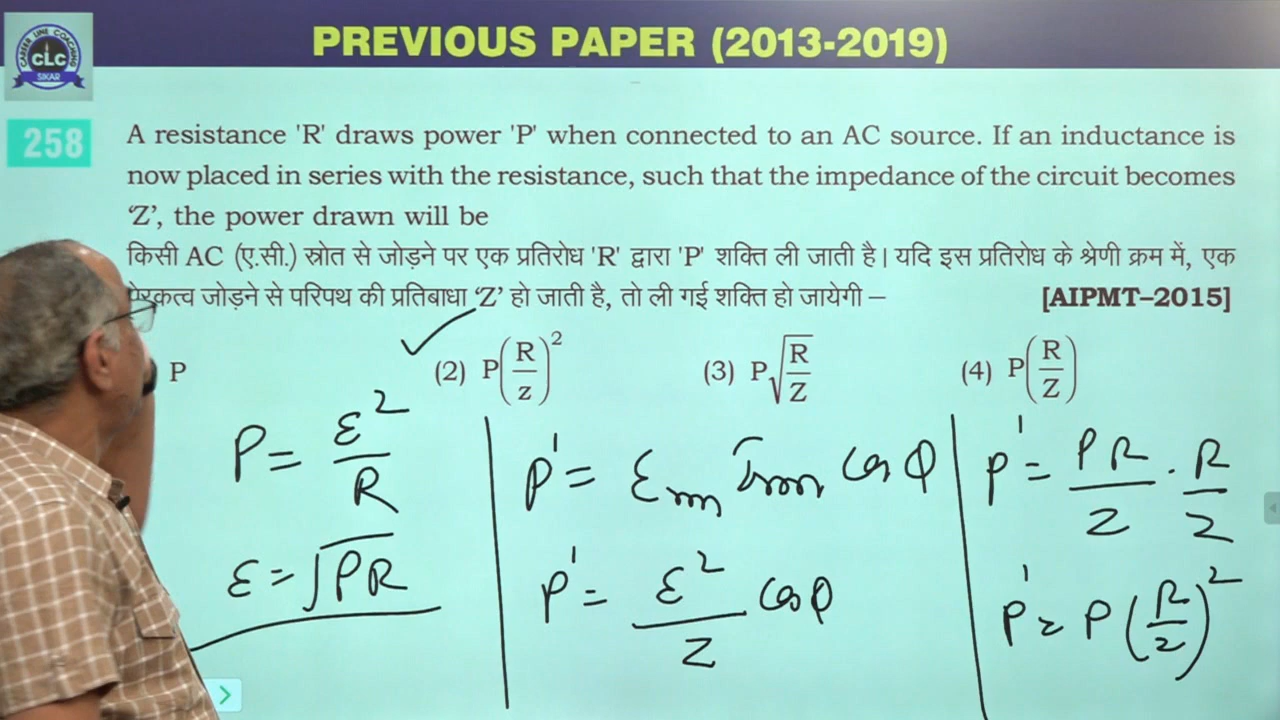 CAREER LINE COACHING
CLC
SIKAR
PREVIOUS PAPER (2013-2019)
258
A resistance 'R' draws power 'P' when connected to an AC source. If an inductance is
now placed in series with the resistance, such that the impedance of the circuit becomes
‘Z’, the power drawn will be
किसी AC (ए.सी.) स्रोत से जोड़ने पर एक प्रतिरोध 'R' द्वारा 'P' शक्ति ली जाती है। यदि इस प्रतिरोध के श्रेणी क्रम में, एक
प्रेरकत्व जोड़ने से परिपथ की प्रतिबाधा ‘Z’ हो जाती है, तो ली गई शक्ति हो जायेगी – [AIPMT–2015]
P (2) P(R/z)² (3) P√(R/Z) (4) P(R/Z)
P = ε²/R
ε = √PR
P' = εrms Irms cos φ
P' = ε²/Z cos φ
P' = PR/Z . R/Z
P' = P(R/Z)²